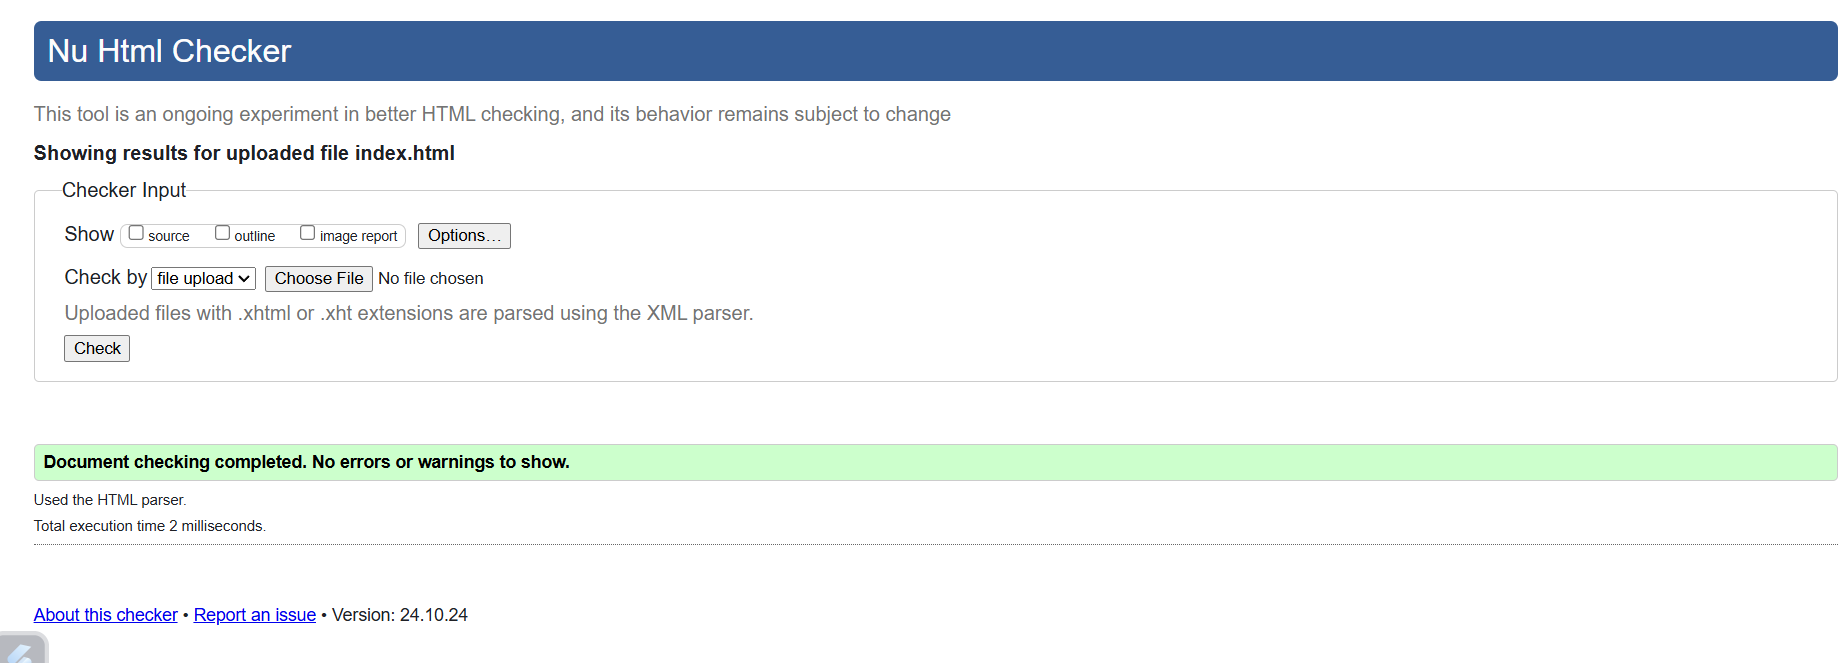 Nu Html Checker
This tool is an ongoing experiment in better HTML checking, and its behavior remains subject to change
Showing results for uploaded file index.html
Checker Input
Show source outline image report Options…
Check by file upload Choose File No file chosen
Uploaded files with .xhtml or .xht extensions are parsed using the XML parser.
Check
Document checking completed. No errors or warnings to show.
Used the HTML parser.
Total execution time 2 milliseconds.
About this checker • Report an issue • Version: 24.10.24